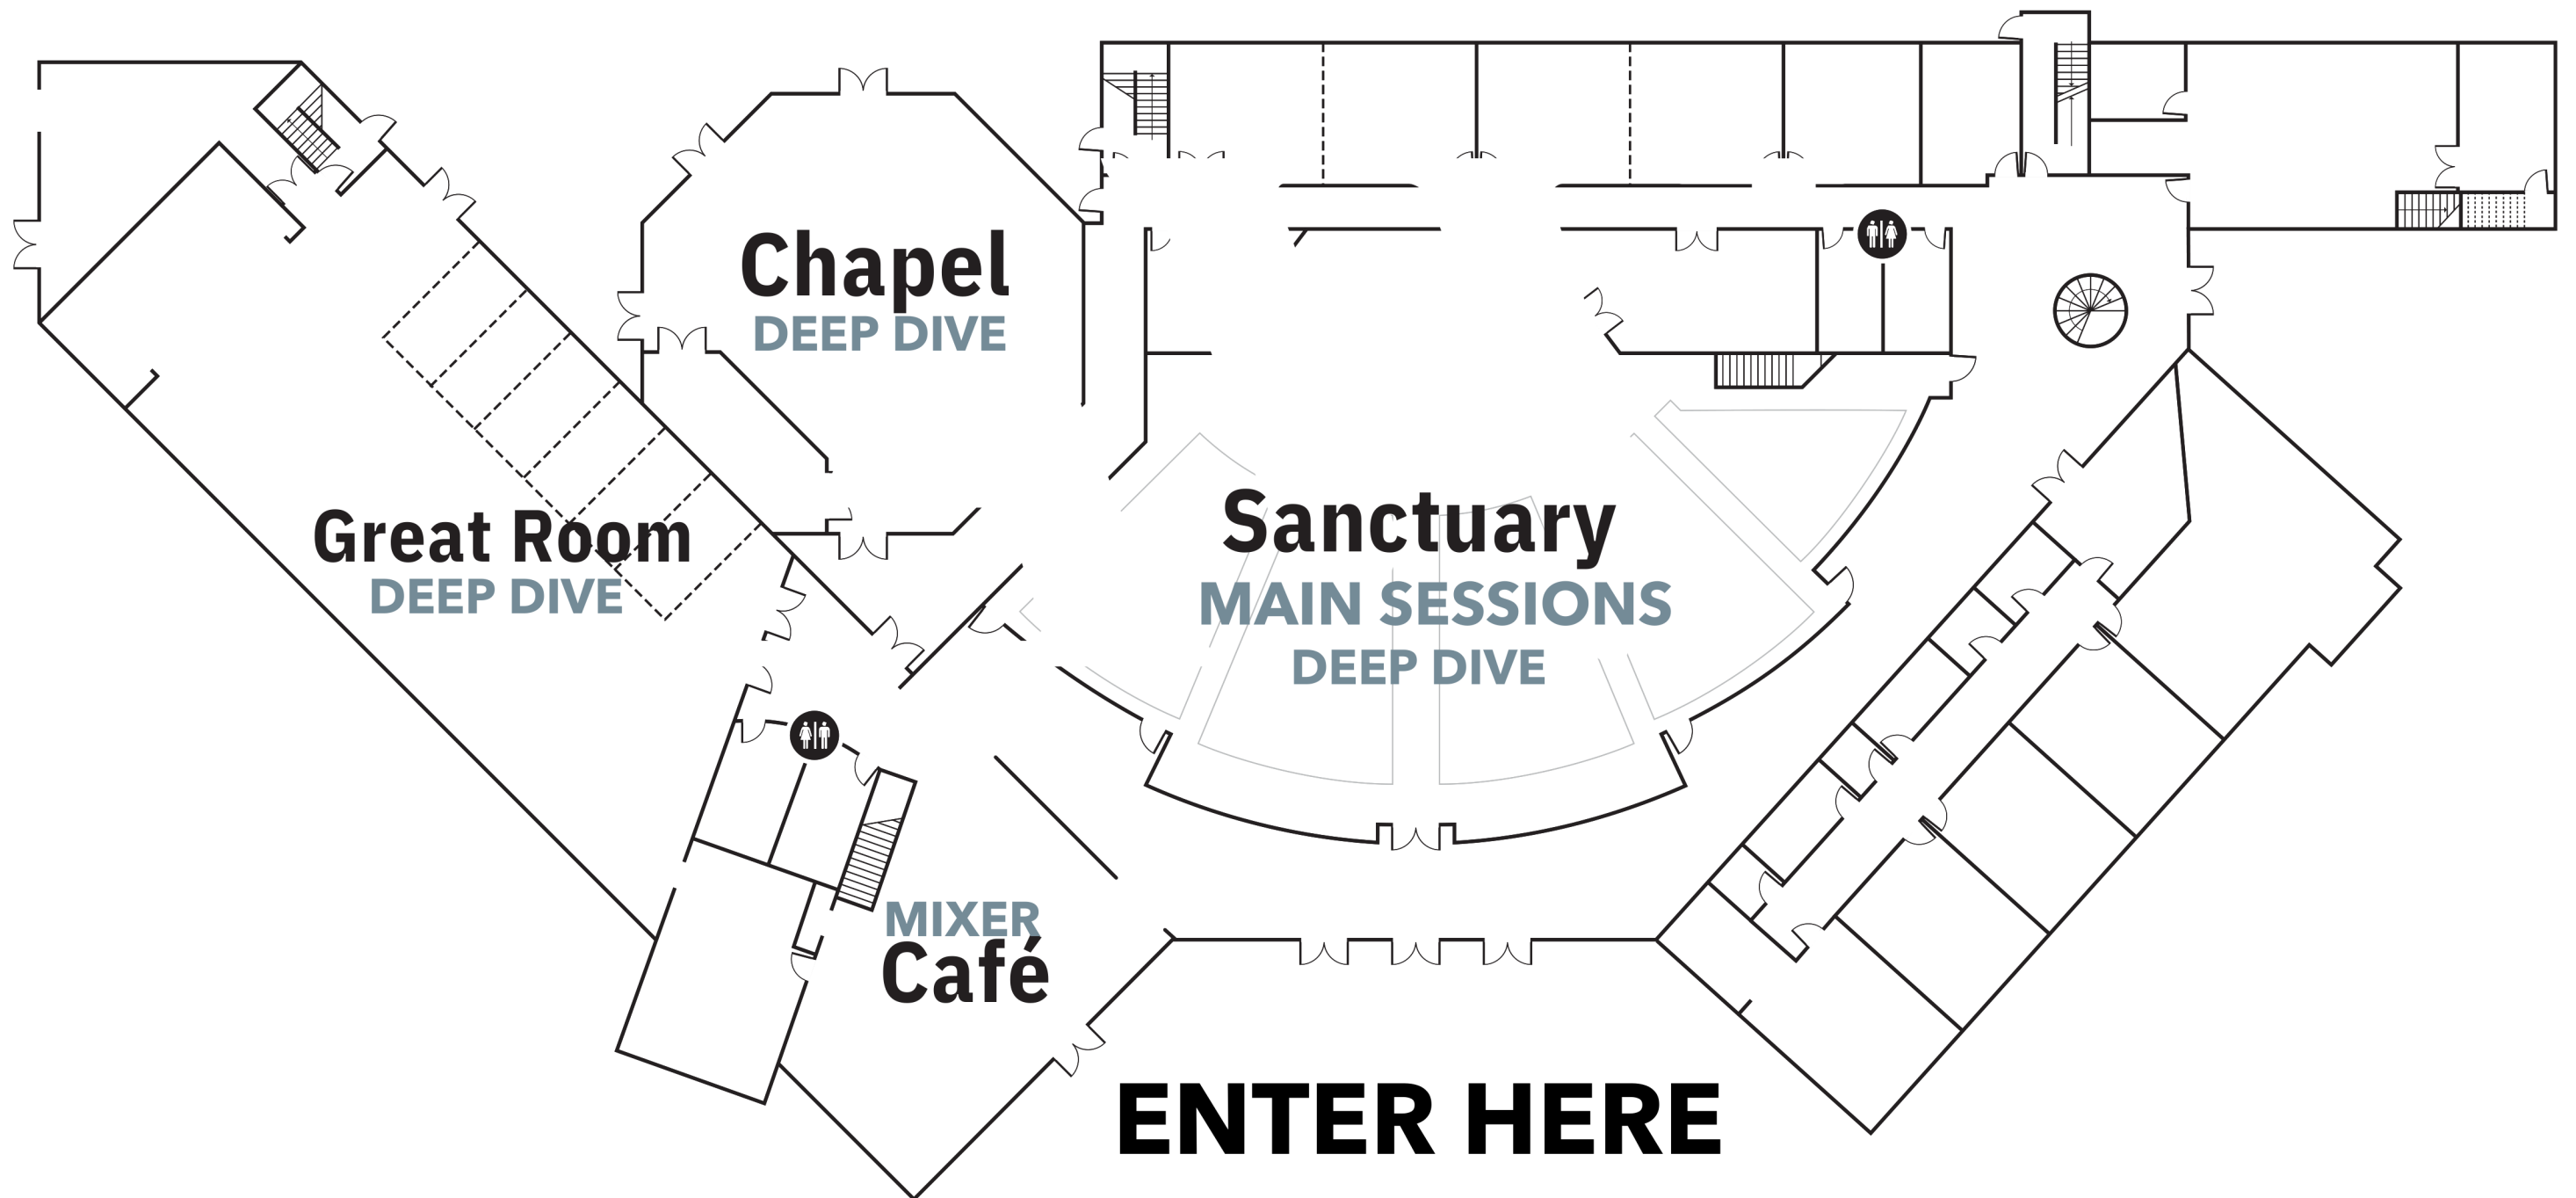 Chapel
DEEP DIVE
Great Room
DEEP DIVE
Sanctuary
MAIN SESSIONS
DEEP DIVE
MIXER
Café
ENTER HERE